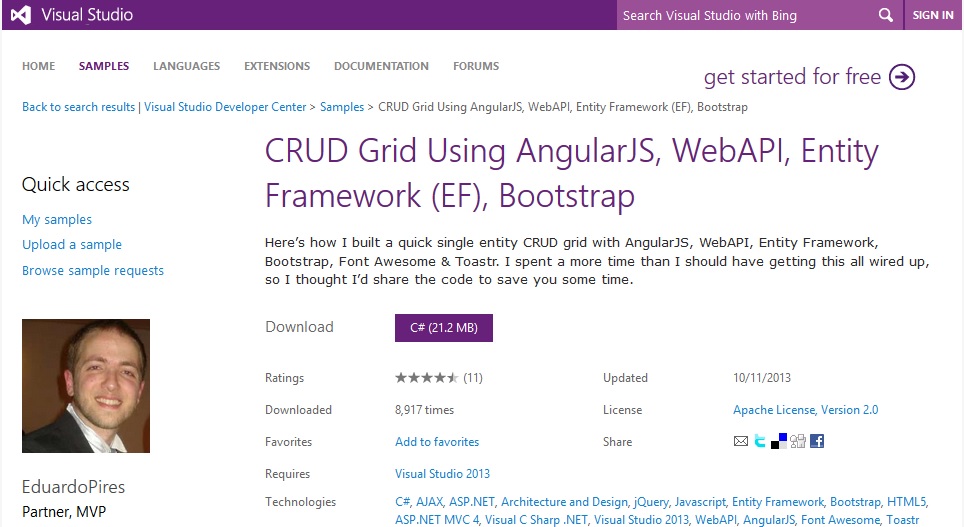 Visual Studio
Search Visual Studio with Bing
SIGN IN
HOME SAMPLES LANGUAGES EXTENSIONS DOCUMENTATION FORUMS
get started for free
Back to search results | Visual Studio Developer Center > Samples > CRUD Grid Using AngularJS, WebAPI, Entity Framework (EF), Bootstrap
CRUD Grid Using AngularJS, WebAPI, Entity
Framework (EF), Bootstrap
Quick access
My samples
Upload a sample
Browse sample requests
Here’s how I built a quick single entity CRUD grid with AngularJS, WebAPI, Entity Framework,
Bootstrap, Font Awesome & Toastr. I spent a more time than I should have getting this all wired up,
so I thought I’d share the code to save you some time.
Download C# (21.2 MB)
Ratings (11) Updated 10/11/2013
Downloaded 8,917 times License Apache License, Version 2.0
Favorites Add to favorites Share
Requires Visual Studio 2013
Technologies C#, AJAX, ASP.NET, Architecture and Design, jQuery, Javascript, Entity Framework, Bootstrap, HTML5,
ASP.NET MVC 4, Visual C Sharp .NET, Visual Studio 2013, WebAPI, AngularJS, Font Awesome, Toastr
EduardoPires
Partner, MVP